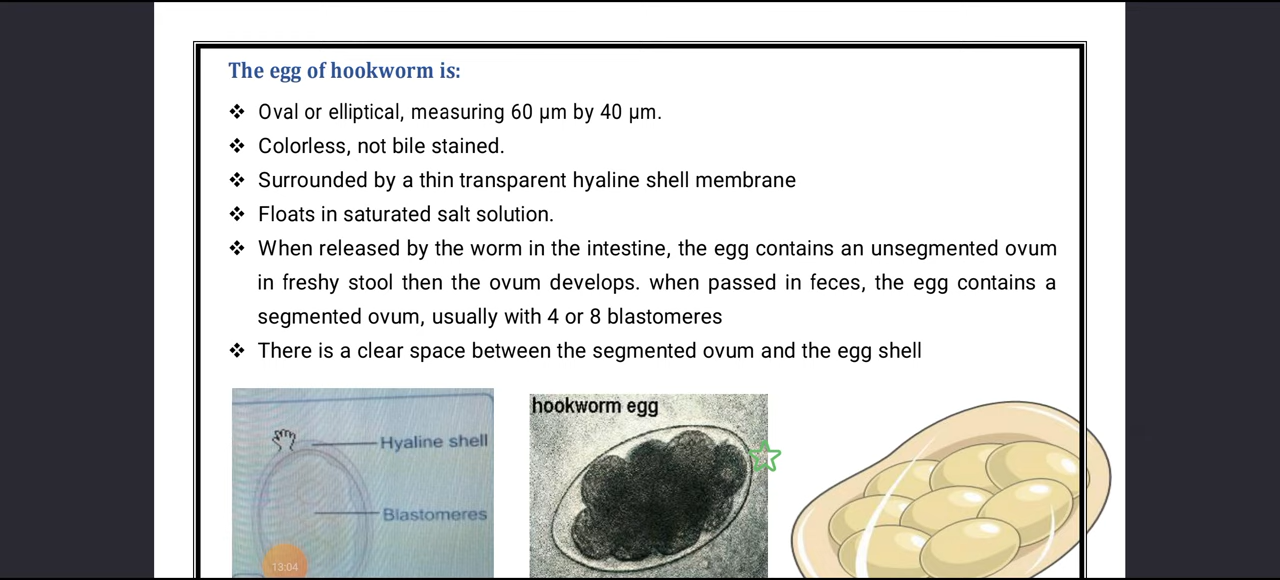 The egg of hookworm is:
❖ Oval or elliptical, measuring 60 µm by 40 µm.
❖ Colorless, not bile stained.
❖ Surrounded by a thin transparent hyaline shell membrane
❖ Floats in saturated salt solution.
❖ When released by the worm in the intestine, the egg contains an unsegmented ovum
in freshy stool then the ovum develops. when passed in feces, the egg contains a
segmented ovum, usually with 4 or 8 blastomeres
❖ There is a clear space between the segmented ovum and the egg shell
hookworm egg
Hyaline shell
Blastomeres
13:04